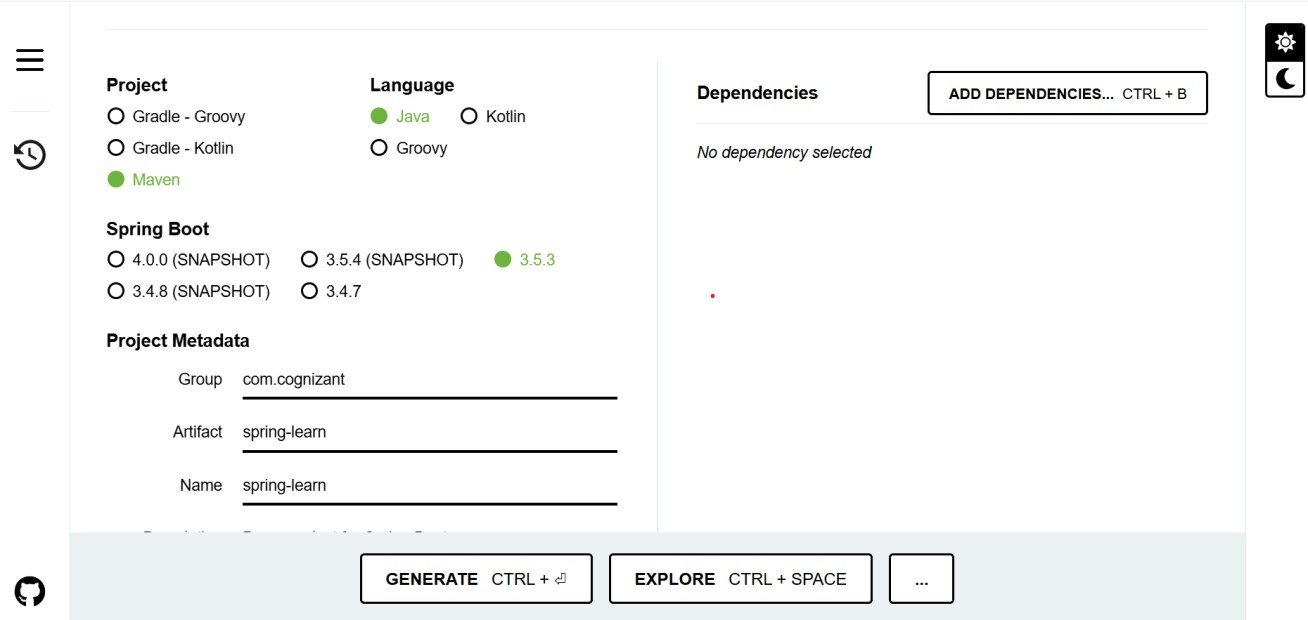 Project
Gradle - Groovy
Gradle - Kotlin
Maven
Language
Java Kotlin
Groovy
Spring Boot
4.0.0 (SNAPSHOT) 3.5.4 (SNAPSHOT) 3.5.3
3.4.8 (SNAPSHOT) 3.4.7
Project Metadata
Group com.cognizant
Artifact spring-learn
Name spring-learn
Dependencies
ADD DEPENDENCIES... CTRL + B
No dependency selected
GENERATE CTRL + ⏎
EXPLORE CTRL + SPACE
...